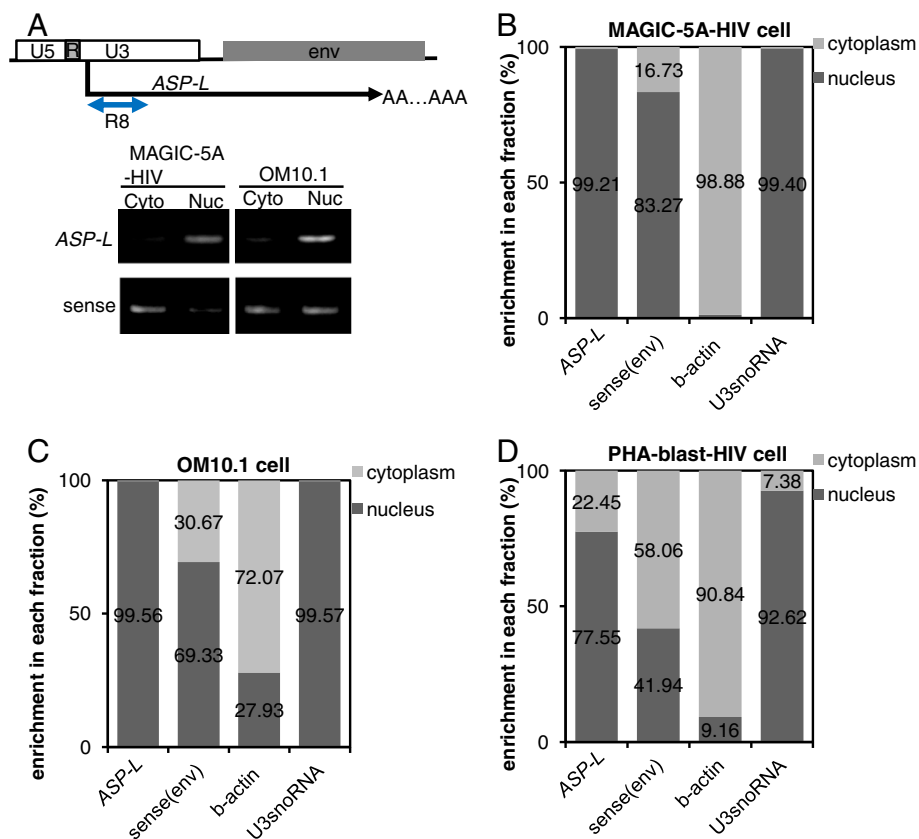 A
U5 R U3 env
ASP-L
AA…AAA
R8
MAGIC-5A
-HIV
OM10.1
Cyto Nuc Cyto Nuc
ASP-L
sense
B
MAGIC-5A-HIV cell
cytoplasm
nucleus
enrichment in each fraction (%)
100
50
0
16.73
99.21 83.27 98.88 99.40
ASP-L sense(env) b-actin U3snoRNA
C
OM10.1 cell
cytoplasm
nucleus
enrichment in each fraction (%)
100
50
0
30.67
72.07
99.56 99.57
69.33
27.93
ASP-L sense(env) b-actin U3snoRNA
D
PHA-blast-HIV cell
cytoplasm
nucleus
enrichment in each fraction (%)
100
50
0
22.45 7.38
58.06
90.84
77.55 92.62
41.94
9.16
ASP-L sense(env) b-actin U3snoRNA